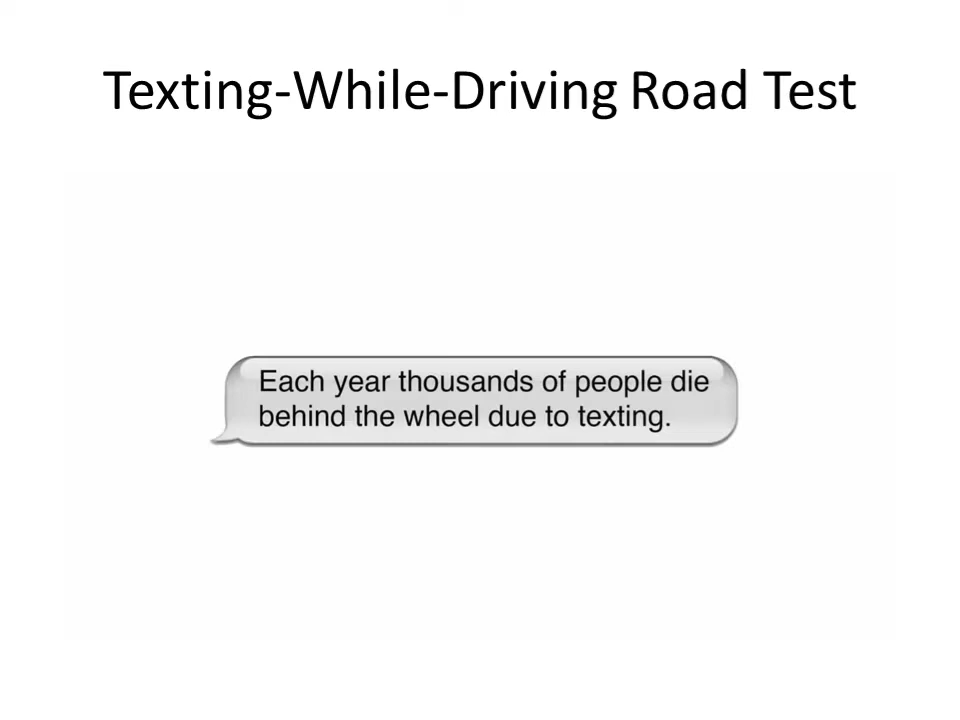 Texting-While-Driving Road Test
Each year thousands of people die
behind the wheel due to texting.